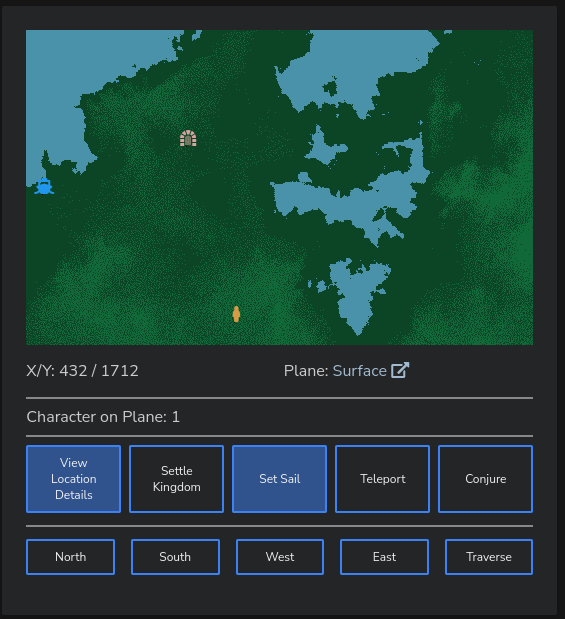 X/Y: 432 / 1712 Plane: Surface
Character on Plane: 1
View
Location
Details
Settle
Kingdom
Set Sail
Teleport
Conjure
North South West East Traverse